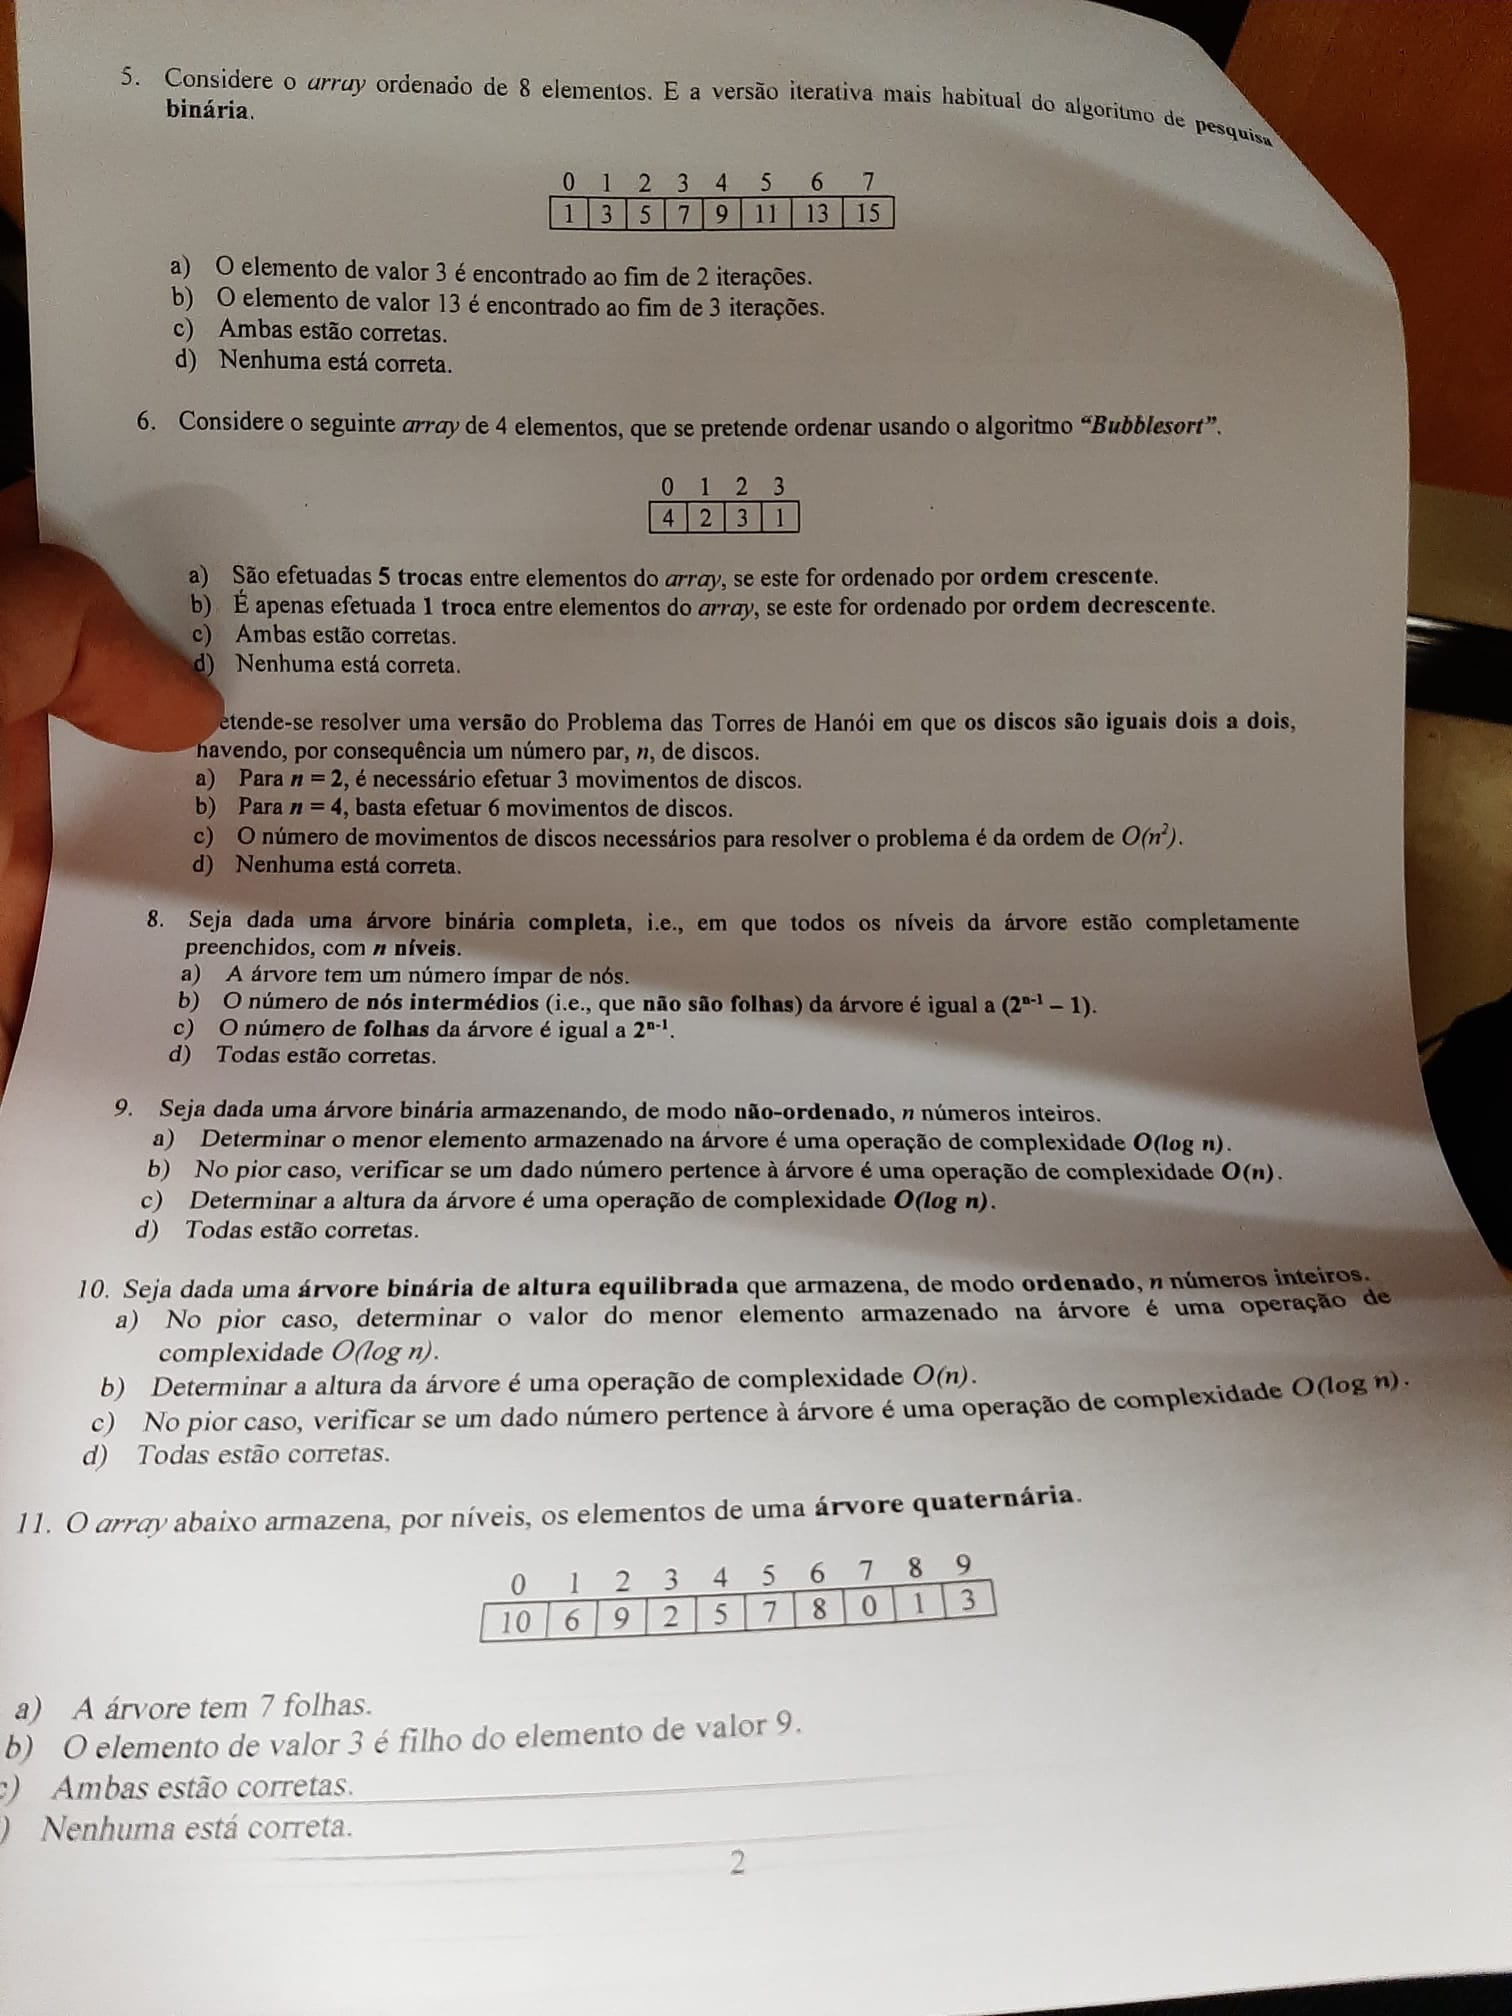 5. Considere o array ordenado de 8 elementos. E a versão iterativa mais habitual do algoritmo de pesquisa
binária.
0 1 2 3 4 5 6 7
1 3 5 7 9 11 13 15
a) O elemento de valor 3 é encontrado ao fim de 2 iterações.
b) O elemento de valor 13 é encontrado ao fim de 3 iterações.
c) Ambas estão corretas.
d) Nenhuma está correta.
6. Considere o seguinte array de 4 elementos, que se pretende ordenar usando o algoritmo “Bubblesort”.
0 1 2 3
4 2 3 1
a) São efetuadas 5 trocas entre elementos do array, se este for ordenado por ordem crescente.
b) É apenas efetuada 1 troca entre elementos do array, se este for ordenado por ordem decrescente.
c) Ambas estão corretas.
d) Nenhuma está correta.
etende-se resolver uma versão do Problema das Torres de Hanói em que os discos são iguais dois a dois,
havendo, por consequência um número par, n, de discos.
a) Para n = 2, é necessário efetuar 3 movimentos de discos.
b) Para n = 4, basta efetuar 6 movimentos de discos.
c) O número de movimentos de discos necessários para resolver o problema é da ordem de O(n²).
d) Nenhuma está correta.
8. Seja dada uma árvore binária completa, i.e., em que todos os níveis da árvore estão completamente
preenchidos, com n níveis.
a) A árvore tem um número ímpar de nós.
b) O número de nós intermédios (i.e., que não são folhas) da árvore é igual a (2ⁿ⁻¹ – 1).
c) O número de folhas da árvore é igual a 2ⁿ⁻¹.
d) Todas estão corretas.
9. Seja dada uma árvore binária armazenando, de modo não-ordenado, n números inteiros.
a) Determinar o menor elemento armazenado na árvore é uma operação de complexidade O(log n).
b) No pior caso, verificar se um dado número pertence à árvore é uma operação de complexidade O(n).
c) Determinar a altura da árvore é uma operação de complexidade O(log n).
d) Todas estão corretas.
10. Seja dada uma árvore binária de altura equilibrada que armazena, de modo ordenado, n números inteiros.
a) No pior caso, determinar o valor do menor elemento armazenado na árvore é uma operação de
complexidade O(log n).
b) Determinar a altura da árvore é uma operação de complexidade O(n).
c) No pior caso, verificar se um dado número pertence à árvore é uma operação de complexidade O(log n).
d) Todas estão corretas.
11. O array abaixo armazena, por níveis, os elementos de uma árvore quaternária.
0 1 2 3 4 5 6 7 8 9
10 6 9 2 5 7 8 0 1 3
a) A árvore tem 7 folhas.
b) O elemento de valor 3 é filho do elemento de valor 9.
c) Ambas estão corretas.
) Nenhuma está correta.
2